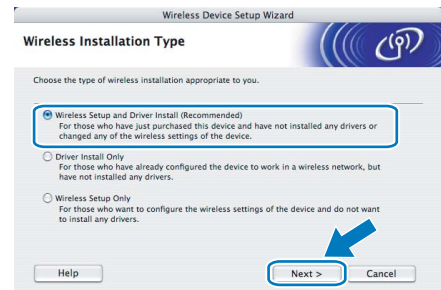 Wireless Device Setup Wizard
Wireless Installation Type
Choose the type of wireless installation appropriate to you.
Wireless Setup and Driver Install (Recommended)
For those who have just purchased this device and have not installed any drivers or
changed any of the wireless settings of the device.
Driver Install Only
For those who have already configured the device to work in a wireless network, but
have not installed any drivers.
Wireless Setup Only
For those who want to configure the wireless settings of the device and do not want
to install any drivers.
Help Next > Cancel